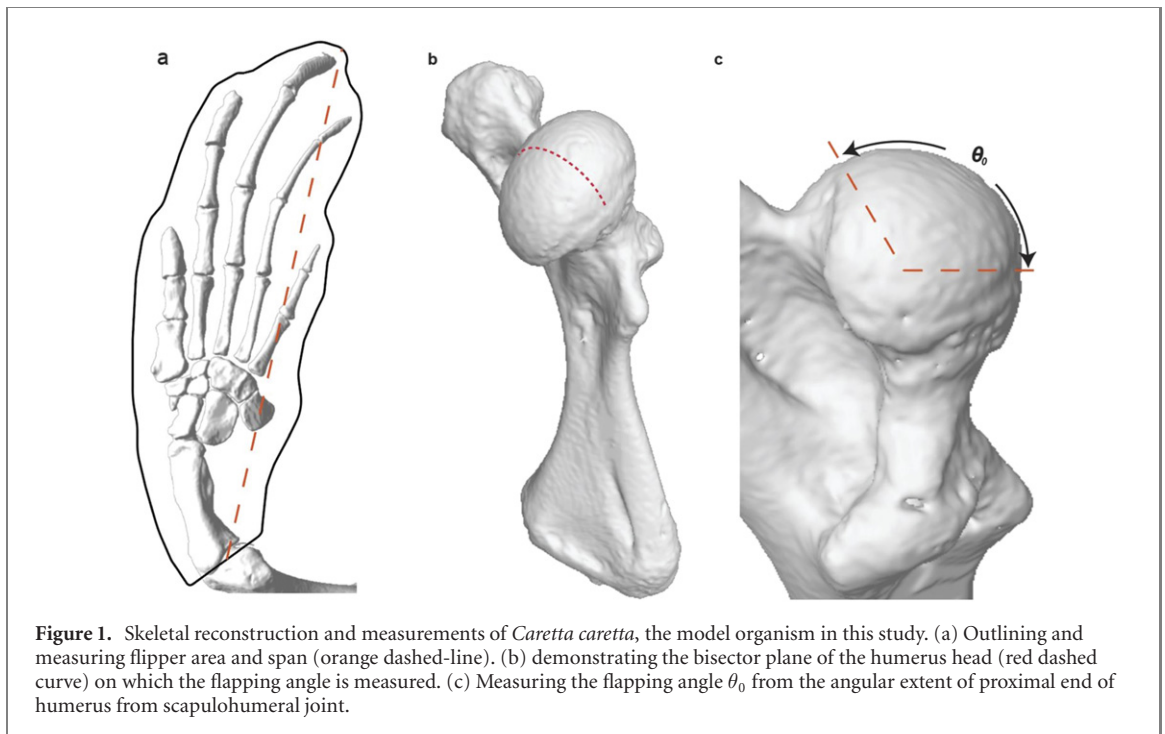 a
b
c
θ₀
Figure 1. Skeletal reconstruction and measurements of Caretta caretta, the model organism in this study. (a) Outlining and
measuring flipper area and span (orange dashed-line). (b) demonstrating the bisector plane of the humerus head (red dashed
curve) on which the flapping angle is measured. (c) Measuring the flapping angle θ₀ from the angular extent of proximal end of
humerus from scapulohumeral joint.